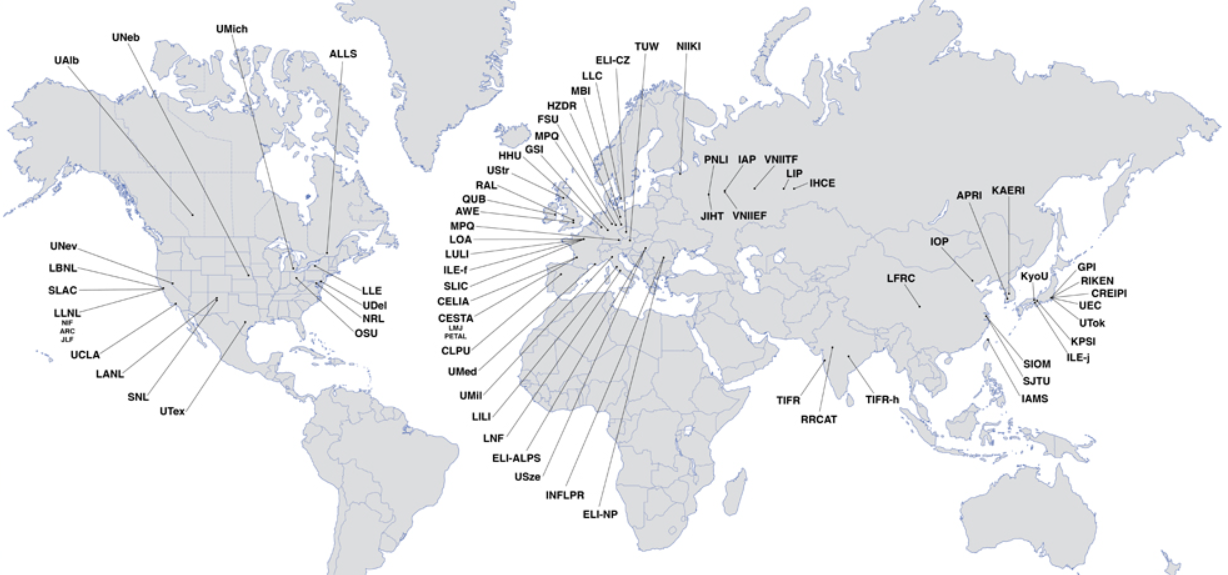 UAlb
UNeb
UMich
ALLS
UNev
LBNL
SLAC
LLNL
NIF
ARC
JLF
UCLA
LANL
SNL
UTex
LLE
UDel
NRL
OSU
TUW
NIIKI
ELI-CZ
LLC
MBI
HZDR
FSU
MPQ
GSI
HHU
UStr
RAL
QUB
AWE
MPQ
LOA
LULI
ILE-f
SLIC
CELIA
CESTA
LMJ
PETAL
CLPU
UMed
UMil
LILI
LNF
ELI-ALPS
USze
INFLPR
ELI-NP
PNLI
IAP
VNIITF
LIP
IHCE
JIHT
VNIIEF
APRI
KAERI
IOP
LFRC
KyoU
GPI
RIKEN
CREIPI
UEC
UTok
KPSI
ILE-j
SIOM
SJTU
IAMS
TIFR
RRCAT
TIFR-h